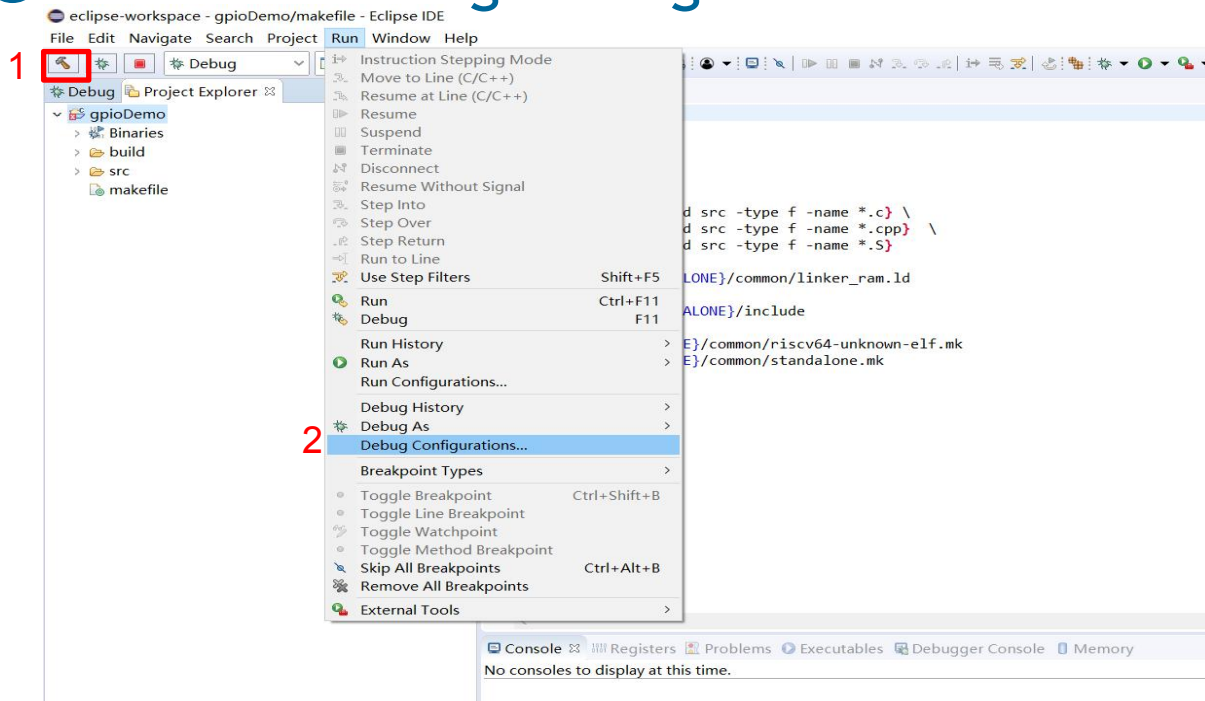 eclipse-workspace - gpioDemo/makefile - Eclipse IDE
File Edit Navigate Search Project Run Window Help
1
Debug
Debug Project Explorer
gpioDemo
Binaries
build
src
makefile
Instruction Stepping Mode
Move to Line (C/C++)
Resume at Line (C/C++)
Resume
Suspend
Terminate
Disconnect
Resume Without Signal
Step Into
Step Over
Step Return
Run to Line
Use Step Filters Shift+F5
Run Ctrl+F11
Debug F11
Run History
Run As
Run Configurations...
Debug History
Debug As
2
Debug Configurations...
Breakpoint Types
Toggle Breakpoint Ctrl+Shift+B
Toggle Line Breakpoint
Toggle Watchpoint
Toggle Method Breakpoint
Skip All Breakpoints Ctrl+Alt+B
Remove All Breakpoints
External Tools
d src -type f -name *.c} \
d src -type f -name *.cpp} \
d src -type f -name *.S}
LONE}/common/linker_ram.ld
ALONE}/include
E}/common/riscv64-unknown-elf.mk
E}/common/standalone.mk
Console Registers Problems Executables Debugger Console Memory
No consoles to display at this time.